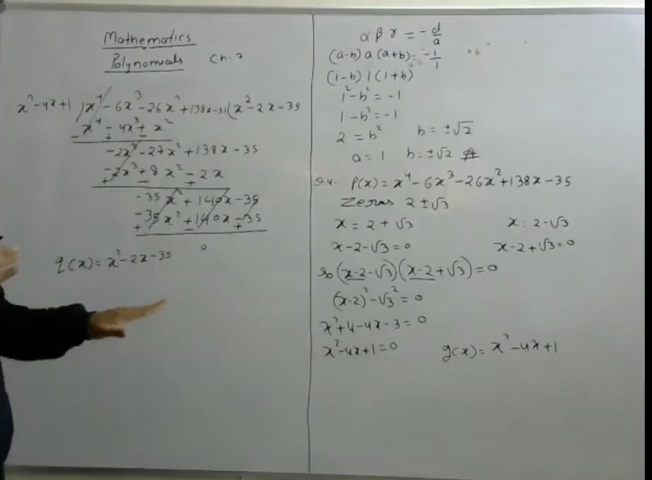 Mathematics
Polynomials Ch-2
x²-4x+1 ) x⁴-6x³-26x²+138x-35 ( x²-2x-35
x⁴-4x³+x²
- + -
-2x³-27x²+138x-35
-2x³+8x²-2x
+ - +
-35x²+140x-35
-35x²+140x-35
+ - +
0
q(x)=x²-2x-35
αβγ=-d/a
(a-b)a(a+b)=-1/1
(1-b)1(1+b)
1²-b²=-1
1-b²=-1
2=b² b=±√2
a=1 b=±√2
Q.4. P(x)=x⁴-6x³-26x²+138x-35
Zeros 2±√3
x=2+√3 x=2-√3
x-2-√3=0 x-2+√3=0
So (x-2-√3)(x-2+√3)=0
(x-2)²-√3²=0
x²+4-4x-3=0
x²-4x+1=0 g(x)=x²-4x+1